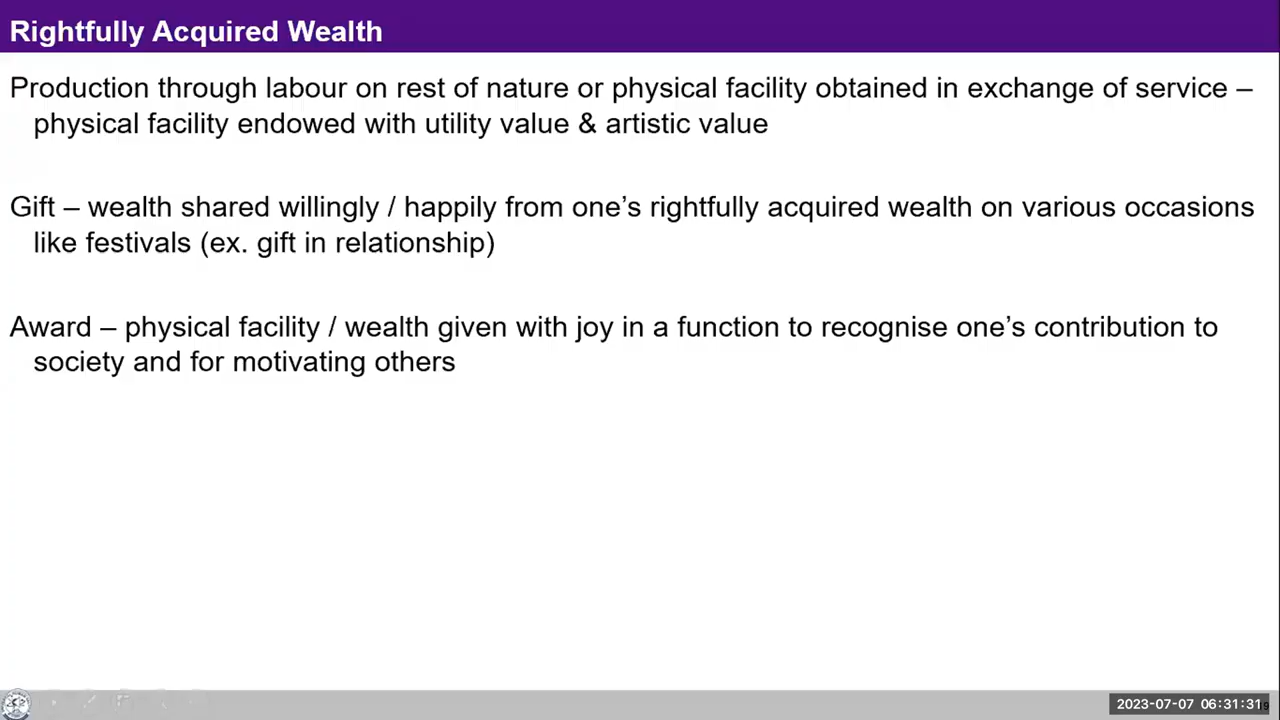 Rightfully Acquired Wealth
Production through labour on rest of nature or physical facility obtained in exchange of service –
physical facility endowed with utility value & artistic value
Gift – wealth shared willingly / happily from one’s rightfully acquired wealth on various occasions
like festivals (ex. gift in relationship)
Award – physical facility / wealth given with joy in a function to recognise one’s contribution to
society and for motivating others
2023-07-07 06:31:31